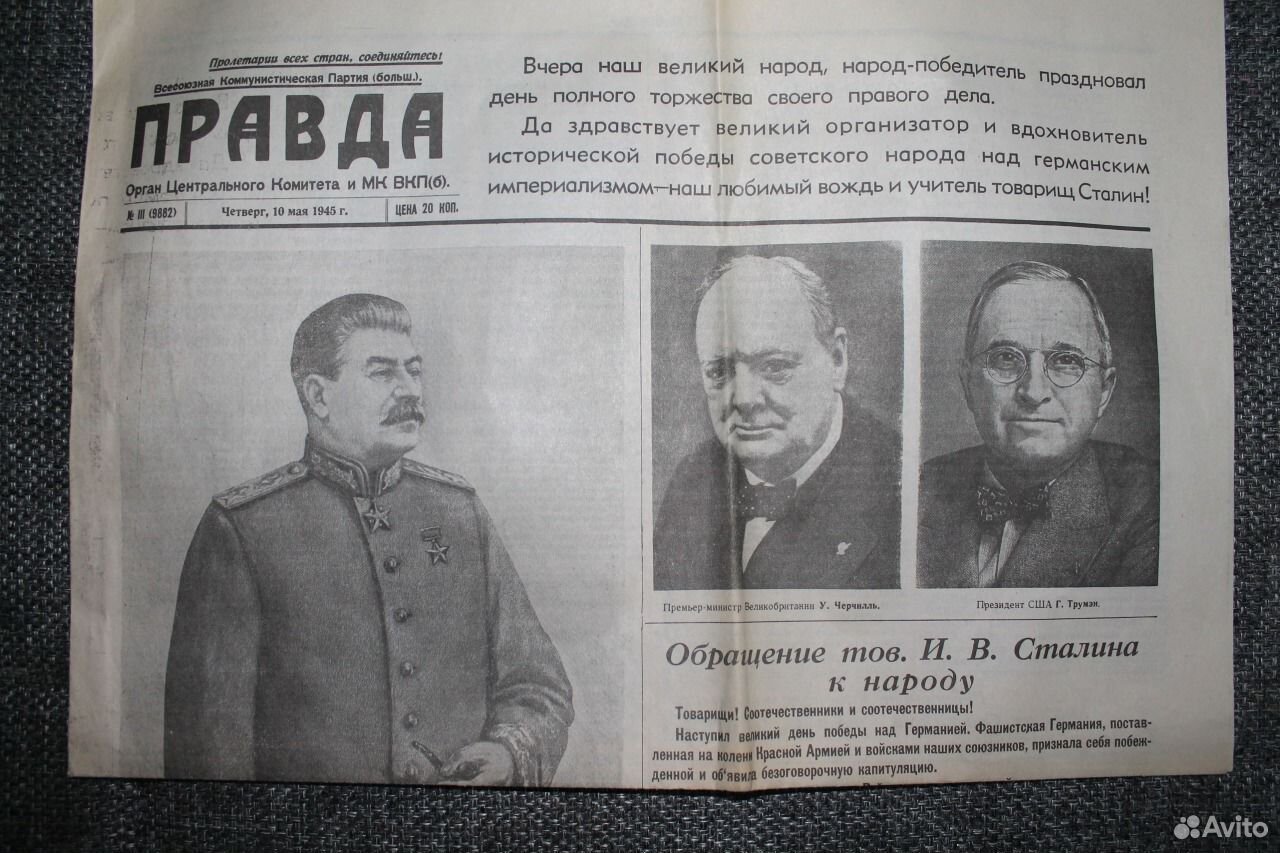 Пролетарии всех стран, соединяйтесь!
Всесоюзная Коммунистическая Партия (больш.).
ПРАВДА
Орган Центрального Комитета и МК ВКП(б).
№ III (9882)
Четверг, 10 мая 1945 г.
ЦЕНА 20 КОП.
Вчера наш великий народ, народ-победитель праздновал
день полного торжества своего правого дела.
Да здравствует великий организатор и вдохновитель
исторической победы советского народа над германским
империализмом—наш любимый вождь и учитель товарищ Сталин!
Премьер-министр Великобритании У. Черчилль.
Президент США Г. Трумэн.
Обращение тов. И. В. Сталина
к народу
Товарищи! Соотечественники и соотечественницы!
Наступил великий день победы над Германией. Фашистская Германия, постав-
ленная на колени Красной Армией и войсками наших союзников, признала себя побеж-
денной и об'явила безоговорочную капитуляцию.
Avito